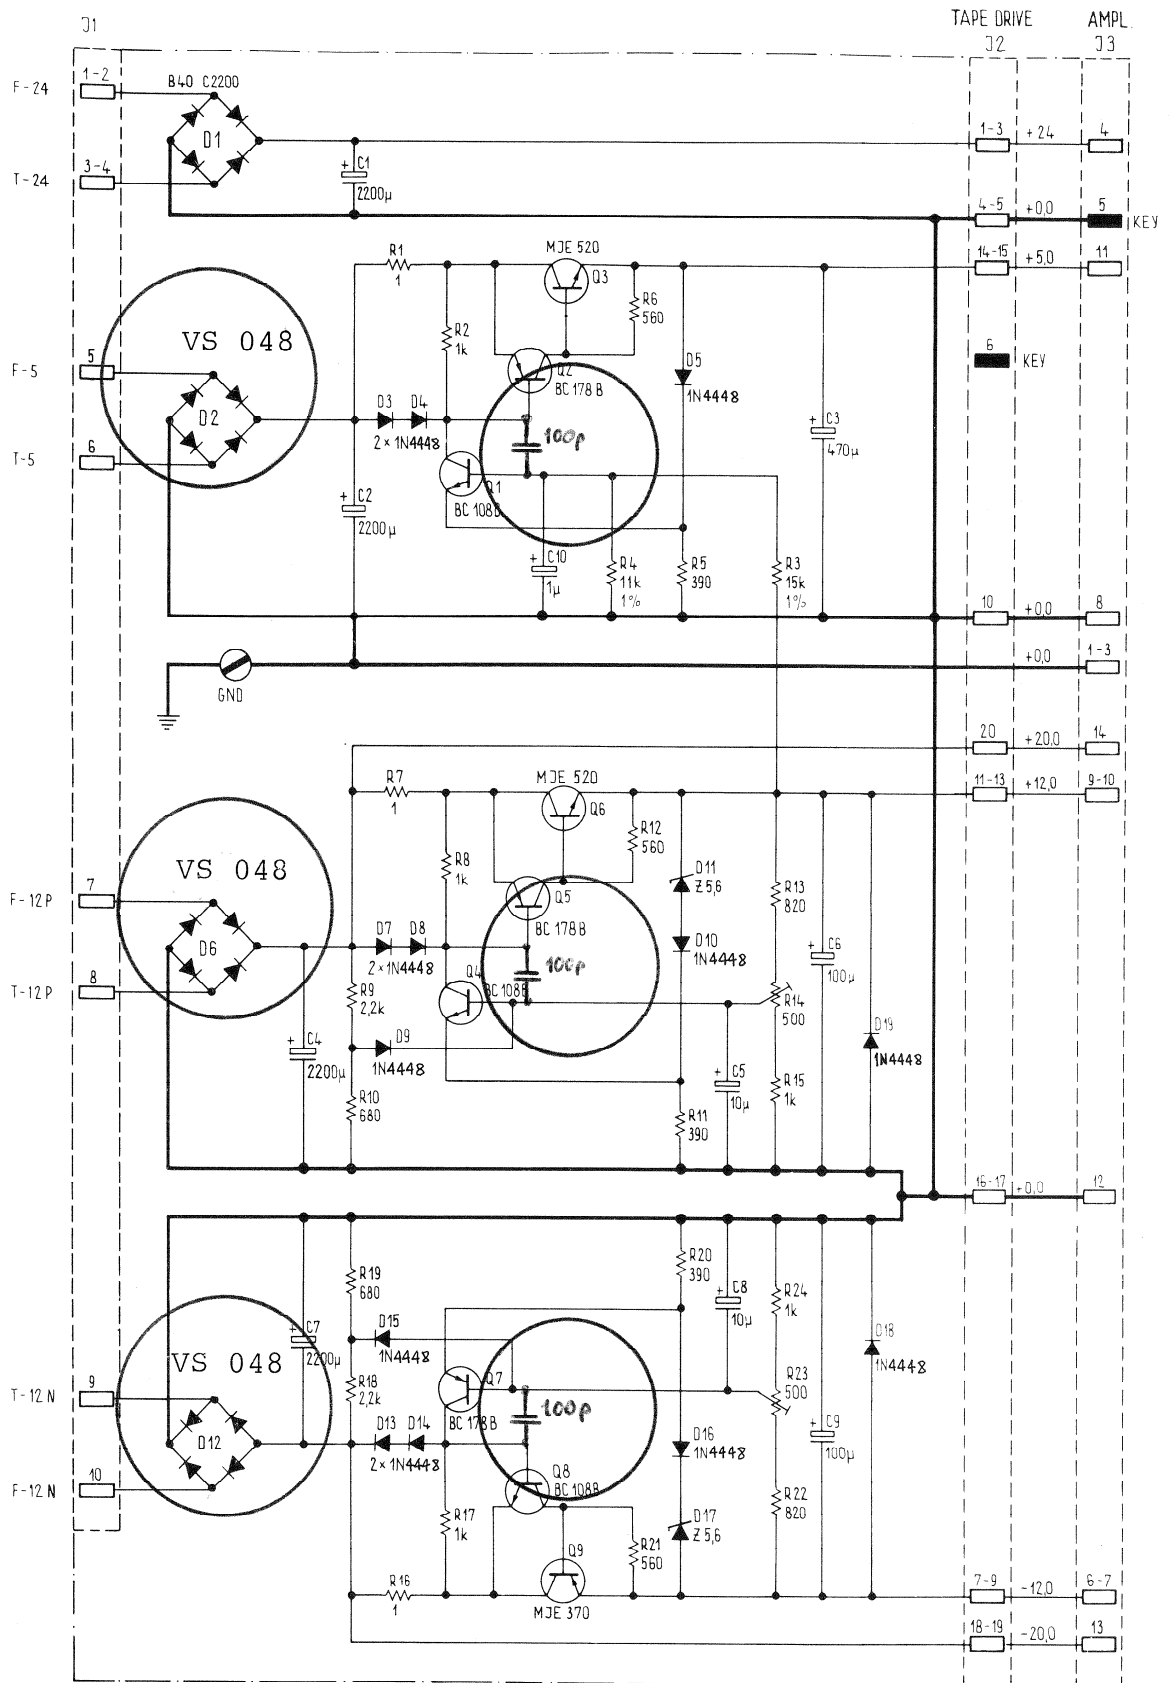 J1
TAPE DRIVE
J2
AMPL.
J3
F-24
1-2
B40 C2200
D1
T-24
3-4
+
C1
2200µ
1-3
+24
4
4-5
+0,0
5
KEY
14-15
+5,0
11
6
KEY
R1
1
MJE 520
Q3
R2
1k
R6
560
VS 048
F-5
5
D2
T-5
6
D3 D4
2×1N4448
Q2
BC 178 B
100p
Q1
BC 108 B
D5
1N4448
+
C3
470µ
+
C2
2200µ
+
C10
1µ
R4
11k
1%
R5
390
R3
15k
1%
10
+0,0
8
+0,0
1-3
GND
20
+20,0
14
11-13
+12,0
9-10
R7
1
MJE 520
Q6
R8
1k
R12
560
VS 048
F-12P
7
D6
T-12P
8
D7 D8
2×1N4448
Q5
BC 178 B
100p
Q4
BC 108 B
D11
Z5,6
D10
1N4448
R13
820
+
C6
100µ
R14
500
R9
2,2k
D9
1N4448
+
C4
2200µ
R10
680
R11
390
+
C5
10µ
R15
1k
D19
1N4448
16-17
+0,0
12
R19
680
R20
390
+
C8
10µ
R24
1k
VS 048
+
C7
2200µ
D15
1N4448
R18
2,2k
Q7
BC 178 B
100p
R23
500
D18
1N4448
T-12N
9
D12
F-12N
10
D13 D14
2×1N4448
Q8
BC 108B
D16
1N4448
+
C9
100µ
R17
1k
D17
Z5,6
R22
820
R21
560
Q9
MJE 370
R16
1
7-9
-12,0
6-7
18-19
-20,0
13